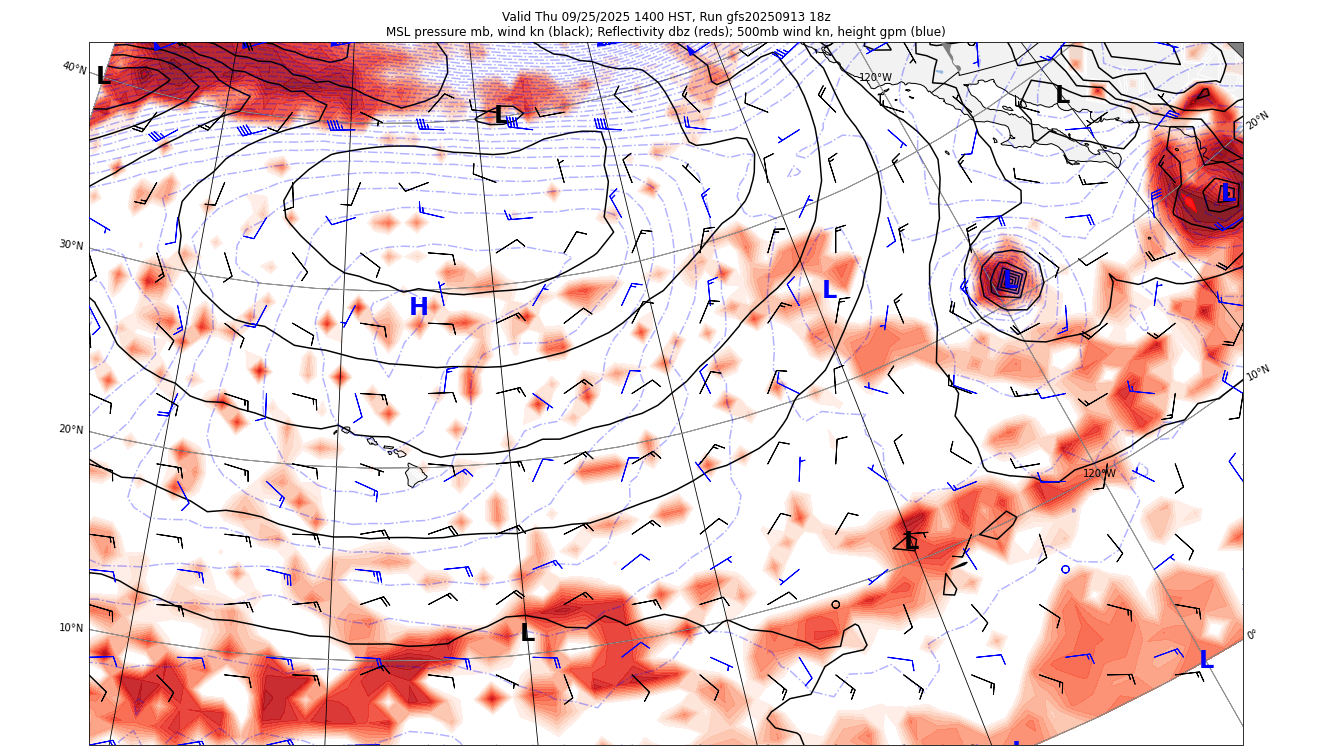 Valid Thu 09/25/2025 1400 HST, Run gfs20250913 18z
MSL pressure mb, wind kn (black); Reflectivity dbz (reds); 500mb wind kn, height gpm (blue)
40°N
L
120°W
L
L
20°N
L
30°N
H
L
L
10°N
20°N
120°W
L
10°N
L
0°
L
L